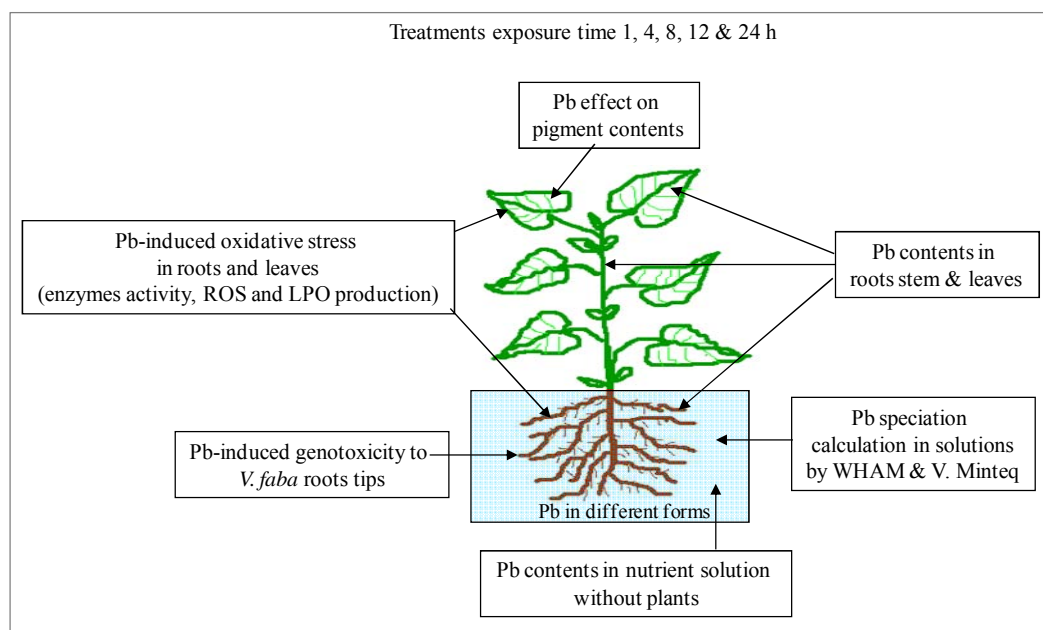 Treatments exposure time 1, 4, 8, 12 & 24 h
Pb effect on
pigment contents
Pb-induced oxidative stress
in roots and leaves
(enzymes activity, ROS and LPO production)
Pb contents in
roots stem & leaves
Pb speciation
calculation in solutions
by WHAM & V. Minteq
Pb-induced genotoxicity to
V. faba roots tips
Pb in different forms
Pb contents in nutrient solution
without plants